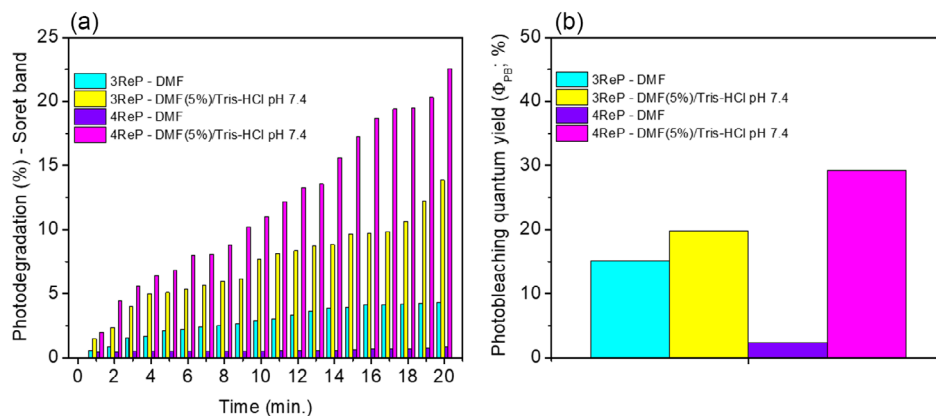 (a)
25
20
15
10
5
0
Photodegradation (%) - Soret band
3ReP - DMF
3ReP - DMF(5%)/Tris-HCl pH 7.4
4ReP - DMF
4ReP - DMF(5%)/Tris-HCl pH 7.4
0 2 4 6 8 10 12 14 16 18 20
Time (min.)
(b)
50
40
30
20
10
0
Photobleaching quantum yield (Φ_PB; %)
3ReP - DMF
3ReP - DMF(5%)/Tris-HCl pH 7.4
4ReP - DMF
4ReP - DMF(5%)/Tris-HCl pH 7.4